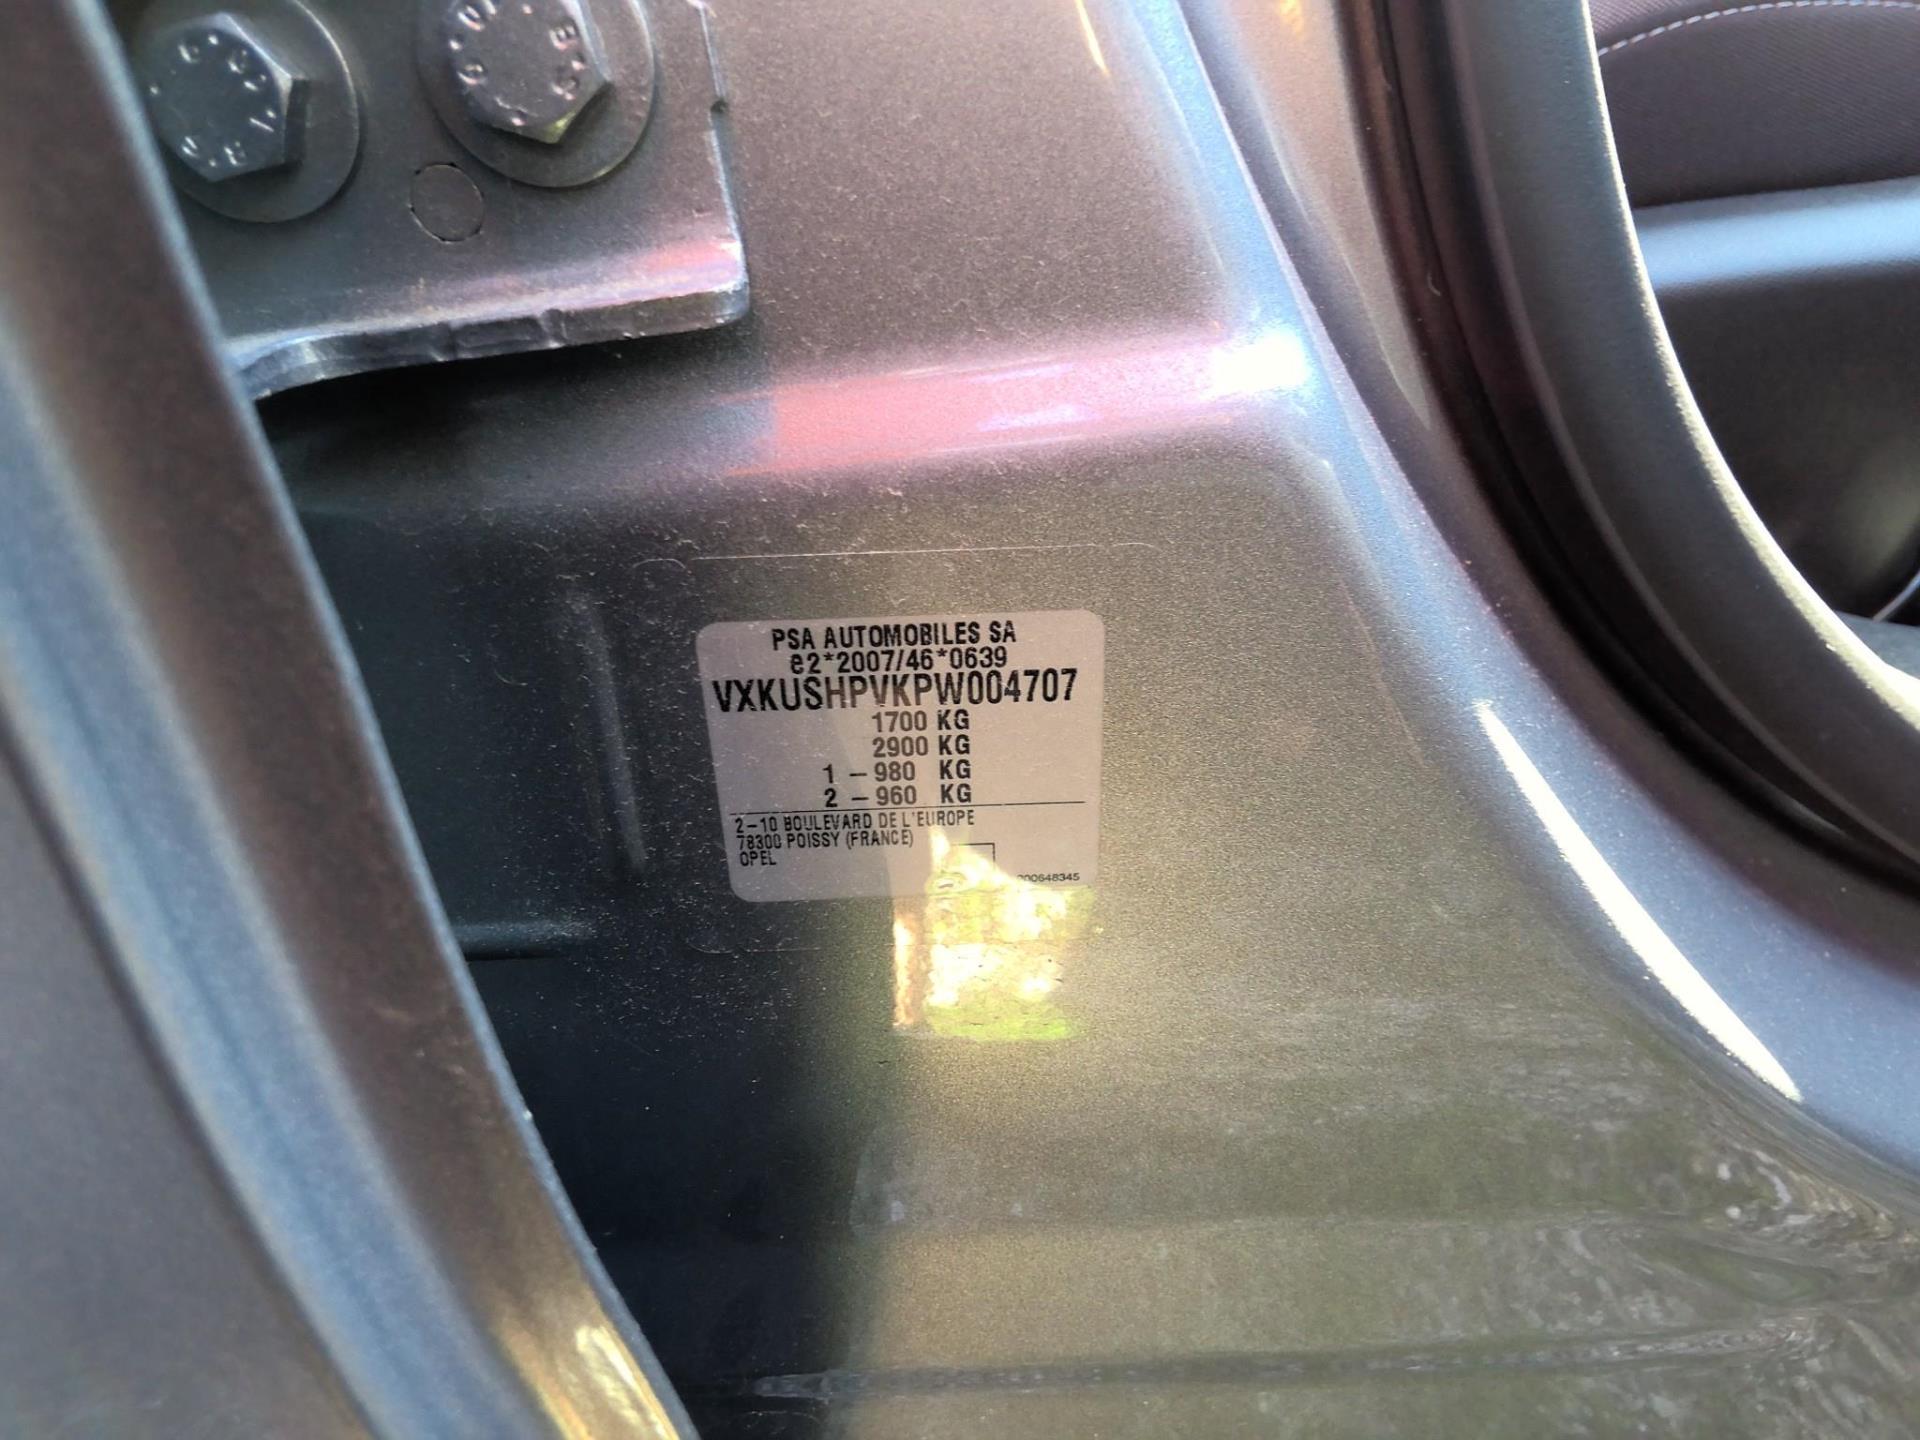 PSA AUTOMOBILES SA
e2*2007/46*0639
VXKUSHPVKPW004707
1700 KG
2900 KG
1 – 980 KG
2 – 960 KG
2-10 BOULEVARD DE L'EUROPE
78300 POISSY (FRANCE)
OPEL